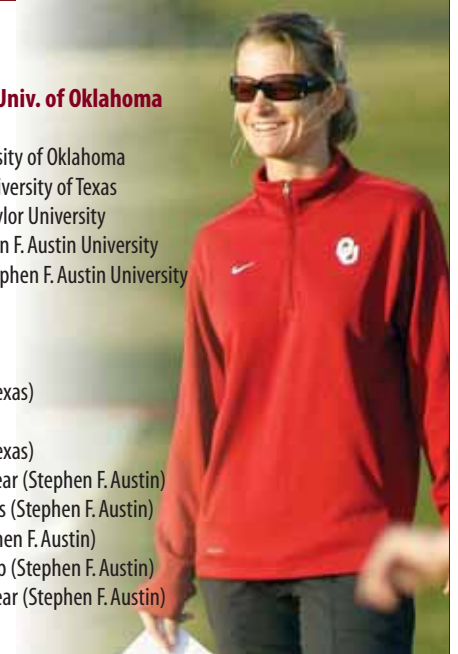 Univ. of Oklahoma
sity of Oklahoma
iversity of Texas
ylor University
n F. Austin University
phen F. Austin University
exas)
exas)
ear (Stephen F. Austin)
s (Stephen F. Austin)
hen F. Austin)
p (Stephen F. Austin)
ear (Stephen F. Austin)
OU